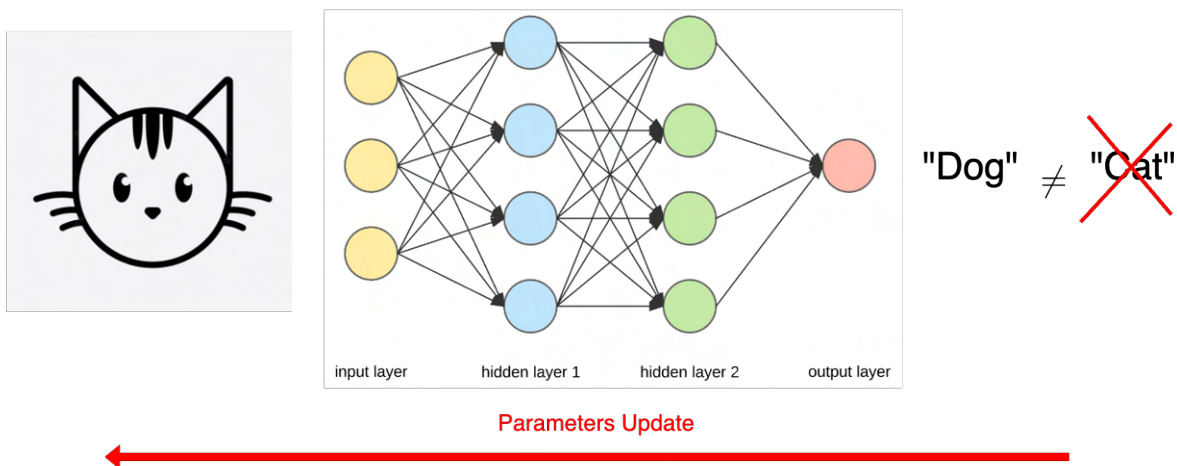 "Dog" ≠ "Cat"
input layer hidden layer 1 hidden layer 2 output layer
Parameters Update